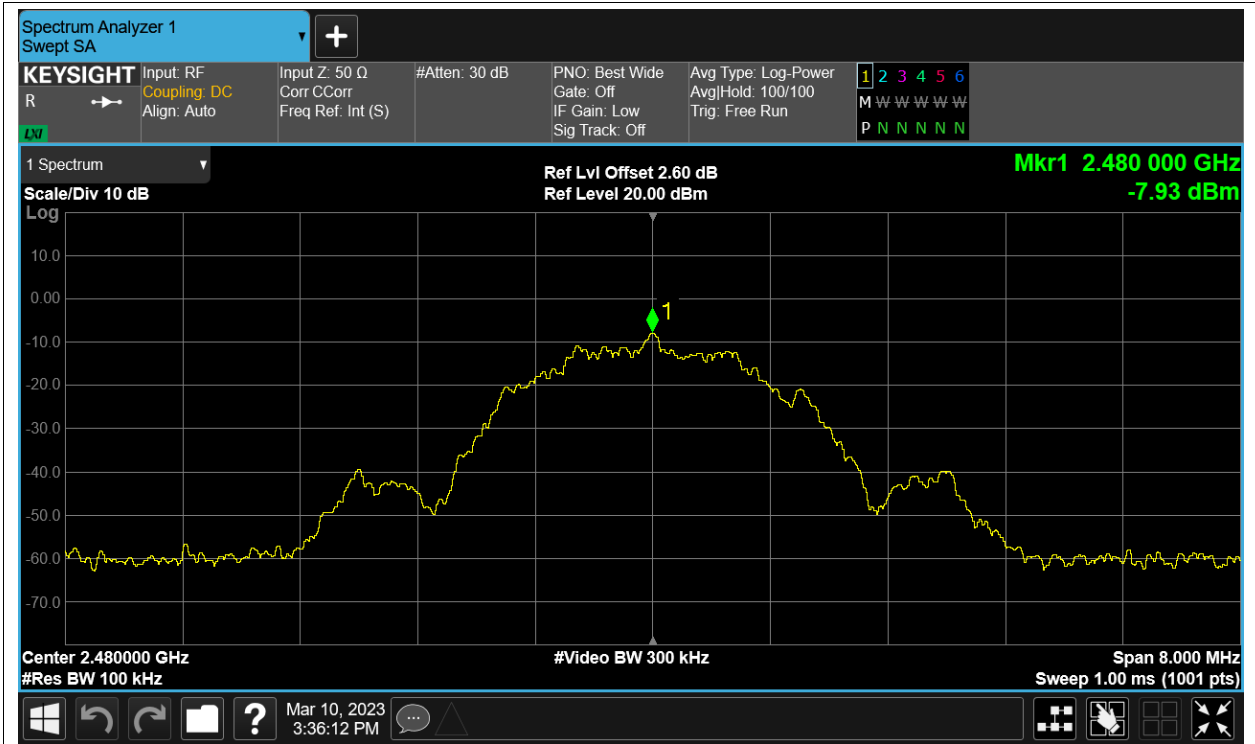 Spectrum Analyzer 1
Swept SA
+
KEYSIGHT
R
LXI
Input: RF
Coupling: DC
Align: Auto
Input Z: 50 Ω
Corr CCorr
Freq Ref: Int (S)
#Atten: 30 dB
PNO: Best Wide
Gate: Off
IF Gain: Low
Sig Track: Off
Avg Type: Log-Power
Avg|Hold: 100/100
Trig: Free Run
1 2 3 4 5 6
M W W W W W
P N N N N N
1 Spectrum
Scale/Div 10 dB
Log
Ref Lvl Offset 2.60 dB
Ref Level 20.00 dBm
Mkr1 2.480 000 GHz
-7.93 dBm
10.0
0.00
-10.0
-20.0
-30.0
-40.0
-50.0
-60.0
-70.0
1
Center 2.480000 GHz
#Res BW 100 kHz
#Video BW 300 kHz
Span 8.000 MHz
Sweep 1.00 ms (1001 pts)
?
Mar 10, 2023
3:36:12 PM